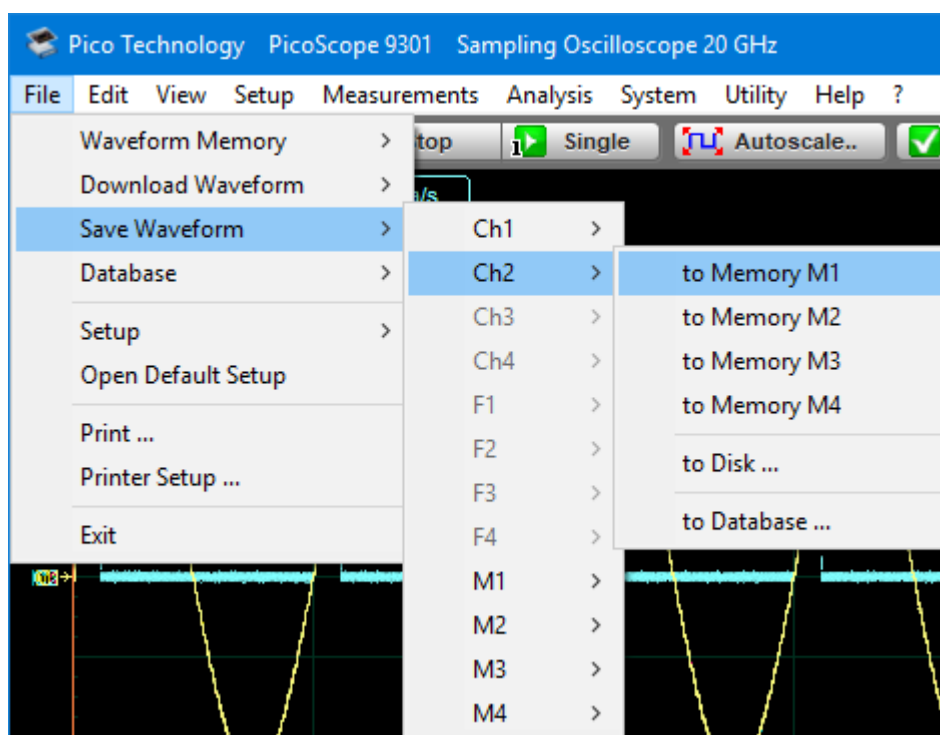 Pico Technology PicoScope 9301 Sampling Oscilloscope 20 GHz
File Edit View Setup Measurements Analysis System Utility Help ?
Single Autoscale..
Waveform Memory
Download Waveform
Save Waveform
Database
Setup
Open Default Setup
Print ...
Printer Setup ...
Exit
Ch1
Ch2
Ch3
Ch4
F1
F2
F3
F4
M1
M2
M3
M4
to Memory M1
to Memory M2
to Memory M3
to Memory M4
to Disk ...
to Database ...